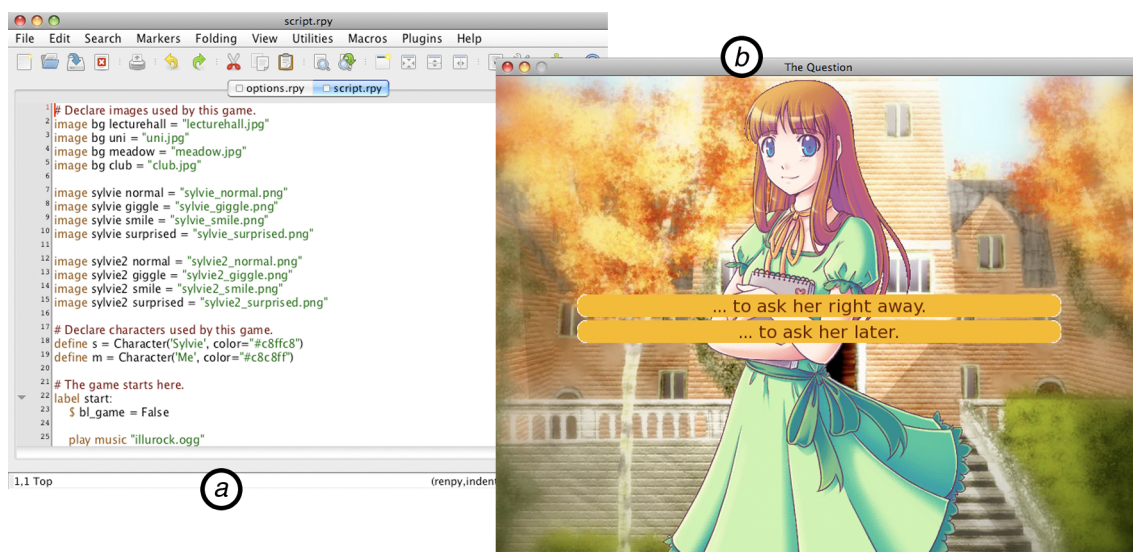 script.rpy
File Edit Search Markers Folding View Utilities Macros Plugins Help
options.rpy script.rpy
1 # Declare images used by this game.
2 image bg lecturehall = "lecturehall.jpg"
3 image bg uni = "uni.jpg"
4 image bg meadow = "meadow.jpg"
5 image bg club = "club.jpg"
6
7 image sylvie normal = "sylvie_normal.png"
8 image sylvie giggle = "sylvie_giggle.png"
9 image sylvie smile = "sylvie_smile.png"
10 image sylvie surprised = "sylvie_surprised.png"
11
12 image sylvie2 normal = "sylvie2_normal.png"
13 image sylvie2 giggle = "sylvie2_giggle.png"
14 image sylvie2 smile = "sylvie2_smile.png"
15 image sylvie2 surprised = "sylvie2_surprised.png"
16
17 # Declare characters used by this game.
18 define s = Character('Sylvie', color="#c8ffc8")
19 define m = Character('Me', color="#c8c8ff")
20
21 # The game starts here.
22 label start:
23 $ bl_game = False
24
25 play music "illurock.ogg"
1,1 Top (renpy,indent
a
b
The Question
... to ask her right away.
... to ask her later.